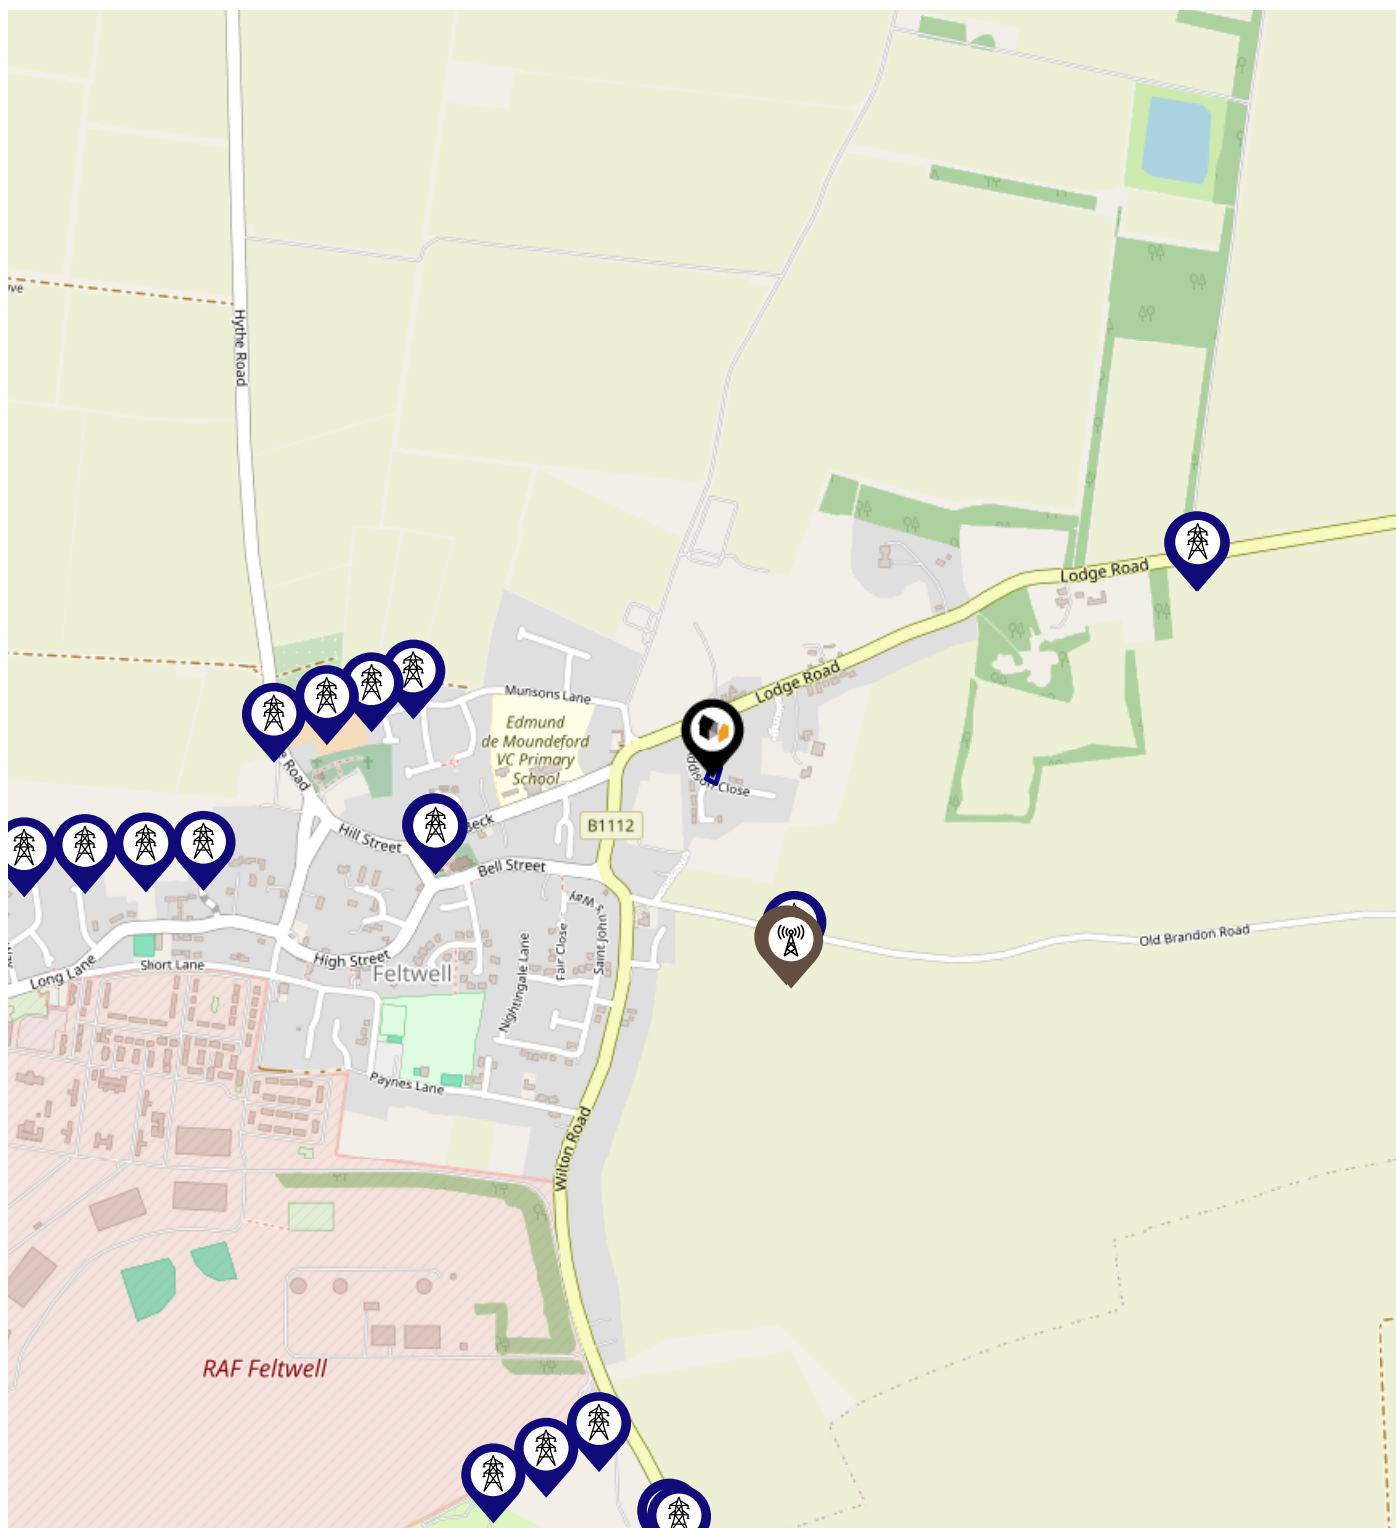 ve
Hythe Road
Lodge Road
Munsons Lane
Lodge Road
Edmund
de Moundeford
VC Primary
School
Road
Close
Beck
B1112
Hill Street
Bell Street
Way's
Old Brandon Road
Saint John's
Fair Close
Nightingale Lane
High Street
Long Lane
Short Lane
Feltwell
Paynes Lane
Wilton Road
RAF Feltwell